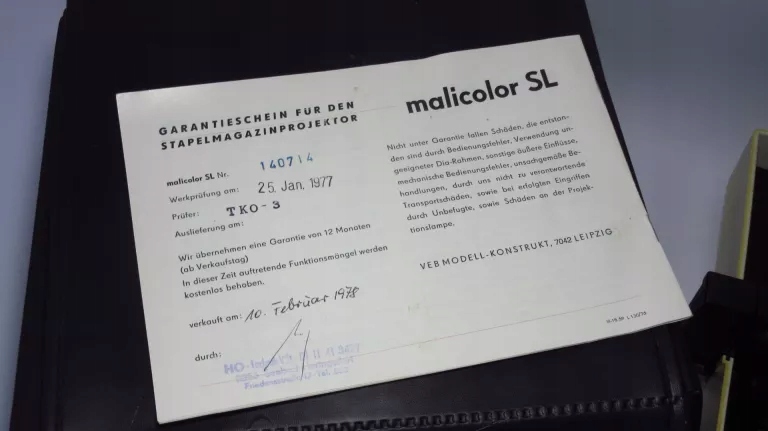 GARANTIESCHEIN FÜR DEN
STAPELMAGAZINPROJEKTOR
malicolor SL Nr. 140714
Werkprüfung am: 25. Jan. 1977
Prüfer: TKO-3
Auslieferung am:
Wir übernehmen eine Garantie von 12 Monaten
(ab Verkaufstag)
In dieser Zeit auftretende Funktionsmängel werden
kostenlos behoben.
verkauft am: 10. Februar 1978
durch:
malicolor SL
Nicht unter Garantie fallen Schäden, die entstan-
den sind durch Bedienungsfehler, Verwendung un-
geeigneter Dia-Rahmen, sonstige äußere Einflüsse,
mechanische Bedienungsfehler, unsachgemäße Be-
handlungen, durch uns nicht zu verantwortende
Transportschäden, sowie bei erfolgten Eingriffen
durch Unbefugte, sowie Schäden an der Projek-
tionslampe.
VEB MODELL-KONSTRUKT, 7042 LEIPZIG